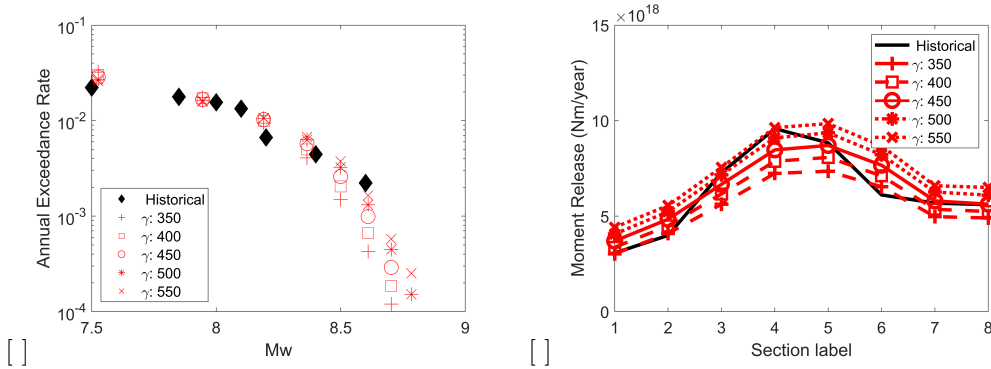 10^-1
10^-2
10^-3
10^-4
Annual Exceedance Rate
Historical
γ: 350
γ: 400
γ: 450
γ: 500
γ: 550
7.5 8 8.5 9
Mw
[ ]
×10^18
15
10
5
0
Moment Release (Nm/year)
Historical
γ: 350
γ: 400
γ: 450
γ: 500
γ: 550
1 2 3 4 5 6 7 8
Section label
[ ]